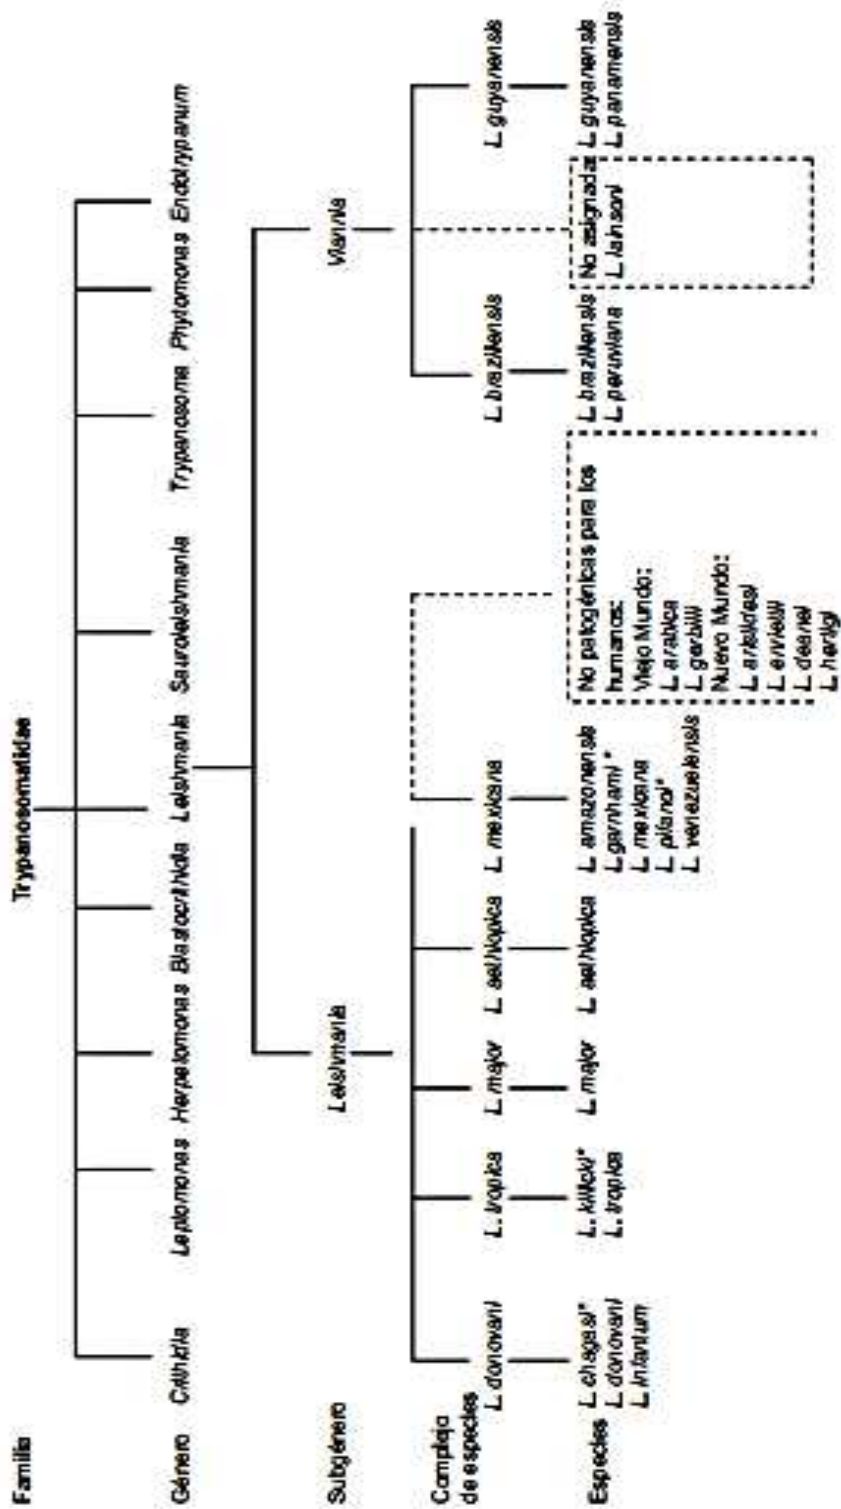 Familia
Trypanosomatidae
Género
Crithidia
Leptomonas
Herpetomonas
Blastocrithidia
Leishmania
Sauroleishmania
Trypanosoma
Phytomonas
Endotrypanum
Subgénero
Leishmania
Viannia
Complejo
de especies
L. donovani
L. tropica
L. major
L. aethiopica
L. mexicana
L. braziliensis
L. guyanensis
Especies
L. chagasi*
L. donovani
L. infantum
L. killicki*
L. tropica
L. major
L. aethiopica
L. amazonensis
L. garnhami*
L. mexicana
L. pifanoi*
L. venezuelensis
No patogénicas para los
humanos:
Viejo Mundo:
L. arabica
L. gerbilli
Nuevo Mundo:
L. aristidesi
L. enriettii
L. deanei
L. hertigi
L. braziliensis
L. peruviana
No asignada:
L. lainsoni
L. guyanensis
L. panamensis